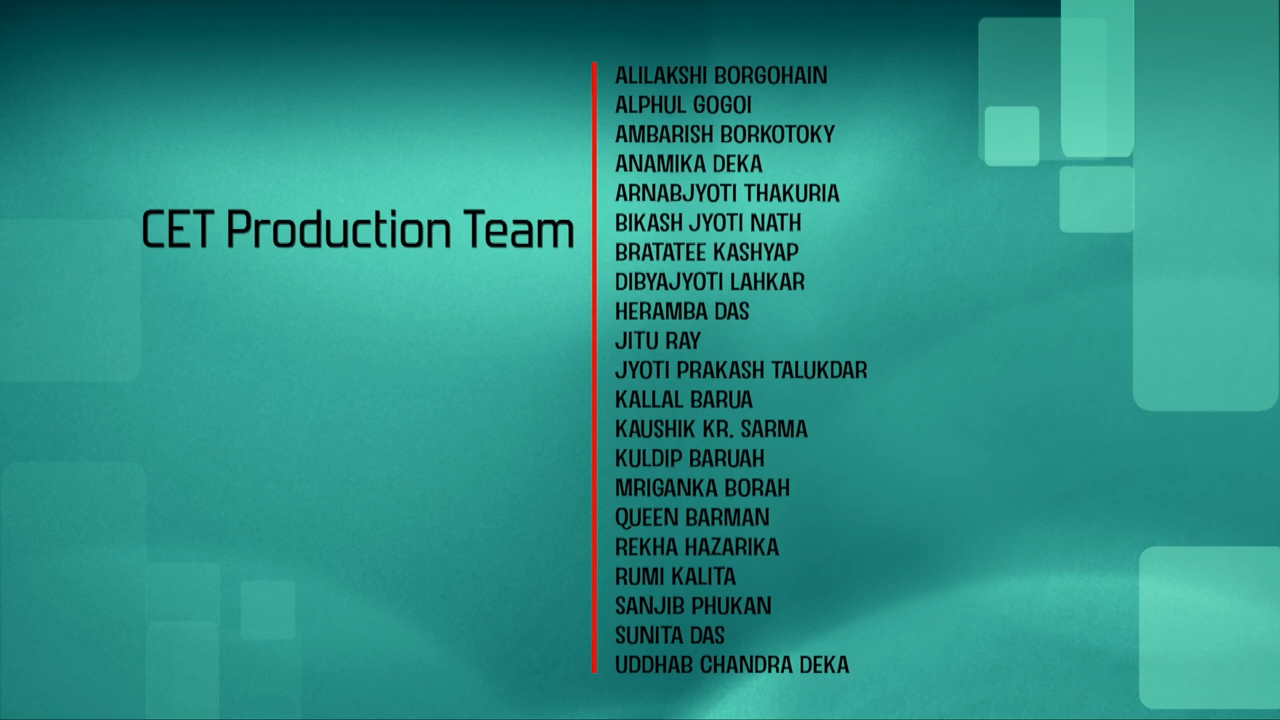 CET Production Team
ALILAKSHI BORGOHAIN
ALPHUL GOGOI
AMBARISH BORKOTOKY
ANAMIKA DEKA
ARNABJYOTI THAKURIA
BIKASH JYOTI NATH
BRATATEE KASHYAP
DIBYAJYOTI LAHKAR
HERAMBA DAS
JITU RAY
JYOTI PRAKASH TALUKDAR
KALLAL BARUA
KAUSHIK KR. SARMA
KULDIP BARUAH
MRIGANKA BORAH
QUEEN BARMAN
REKHA HAZARIKA
RUMI KALITA
SANJIB PHUKAN
SUNITA DAS
UDDHAB CHANDRA DEKA